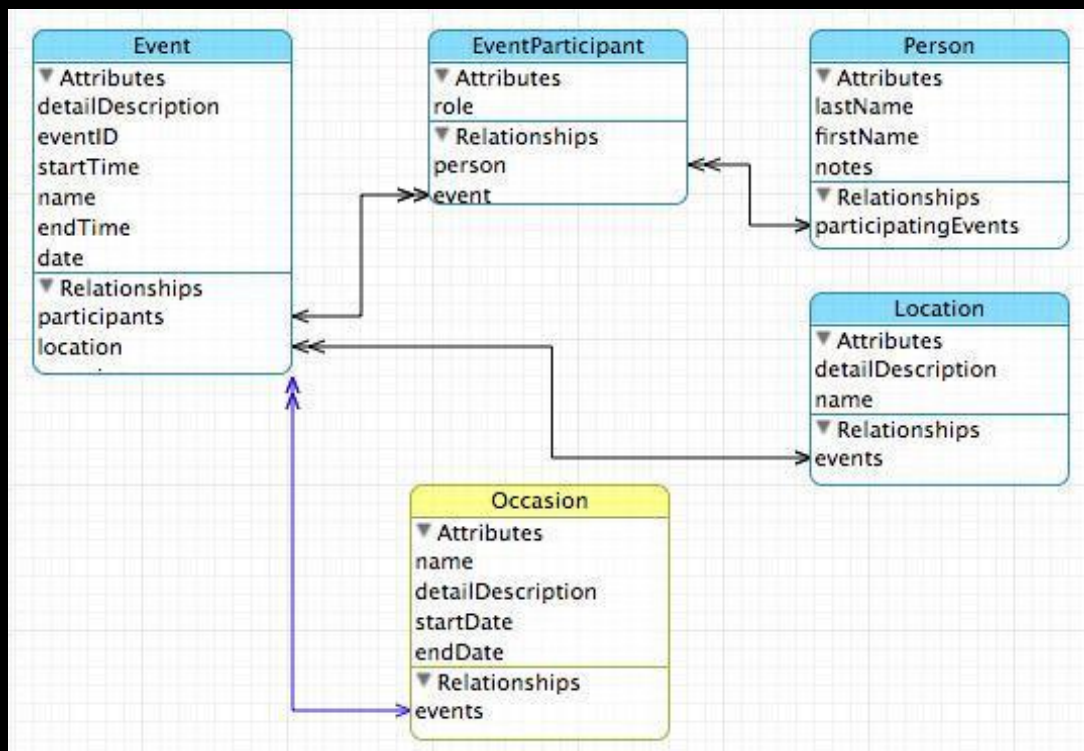 Event
Attributes
detailDescription
eventID
startTime
name
endTime
date
Relationships
participants
location
EventParticipant
Attributes
role
Relationships
person
event
Person
Attributes
lastName
firstName
notes
Relationships
participatingEvents
Location
Attributes
detailDescription
name
Relationships
events
Occasion
Attributes
name
detailDescription
startDate
endDate
Relationships
events